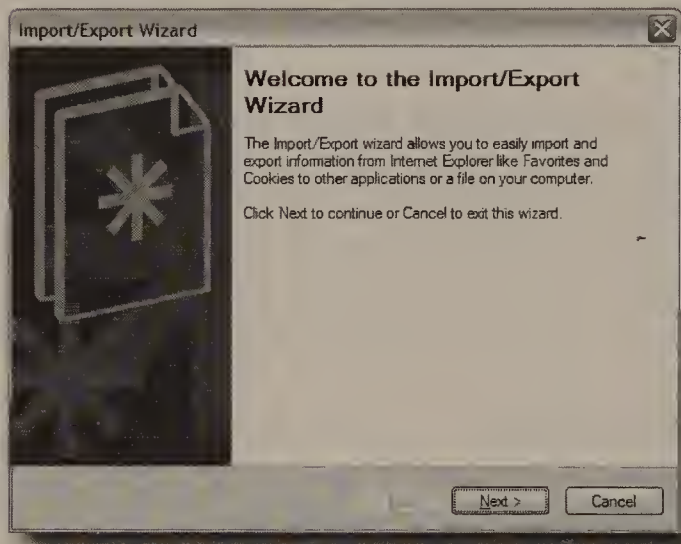 Import/Export Wizard
Welcome to the Import/Export
Wizard
The Import/Export wizard allows you to easily import and
export information from Internet Explorer like Favorites and
Cookies to other applications or a file on your computer.
Click Next to continue or Cancel to exit this wizard.
Next >
Cancel